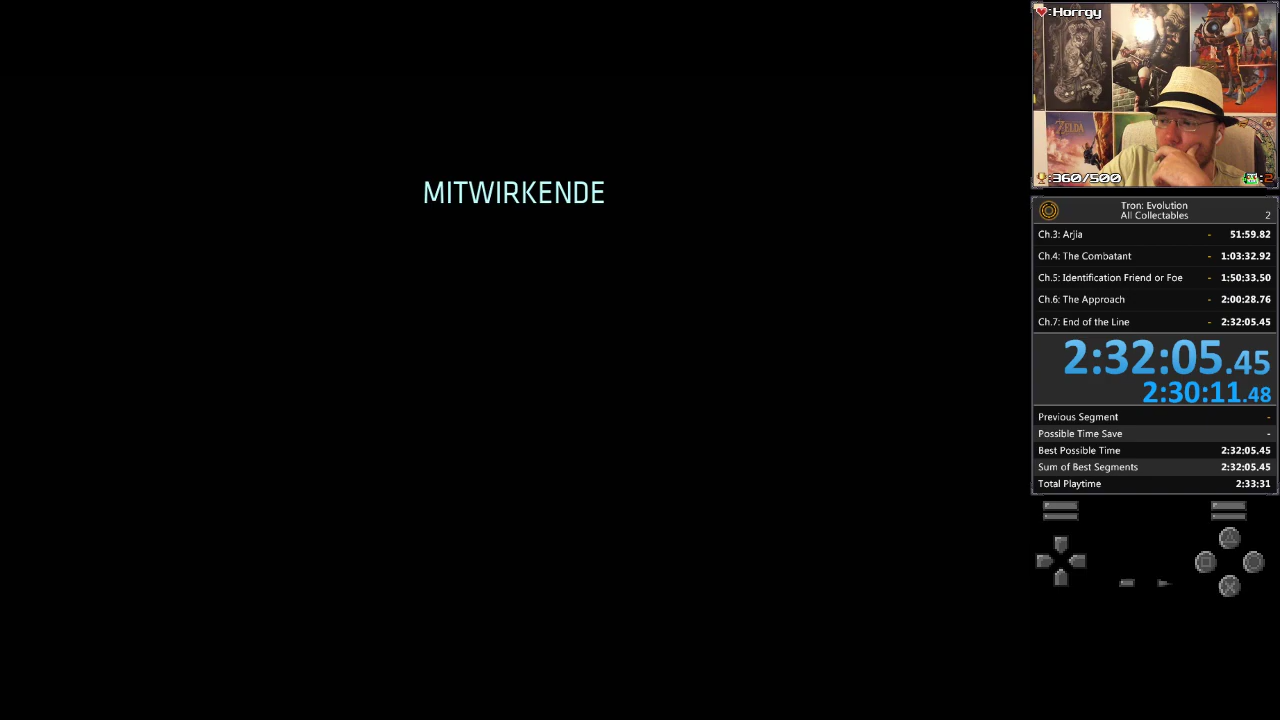 MITWIRKENDE
:Horrgy
ZELDA
:360/500
:2
Tron: Evolution
All Collectables
2
Ch.3: Arjia - 51:59.82
Ch.4: The Combatant - 1:03:32.92
Ch.5: Identification Friend or Foe - 1:50:33.50
Ch.6: The Approach - 2:00:28.76
Ch.7: End of the Line - 2:32:05.45
2:32:05.45
2:30:11.48
Previous Segment -
Possible Time Save -
Best Possible Time 2:32:05.45
Sum of Best Segments 2:32:05.45
Total Playtime 2:33:31